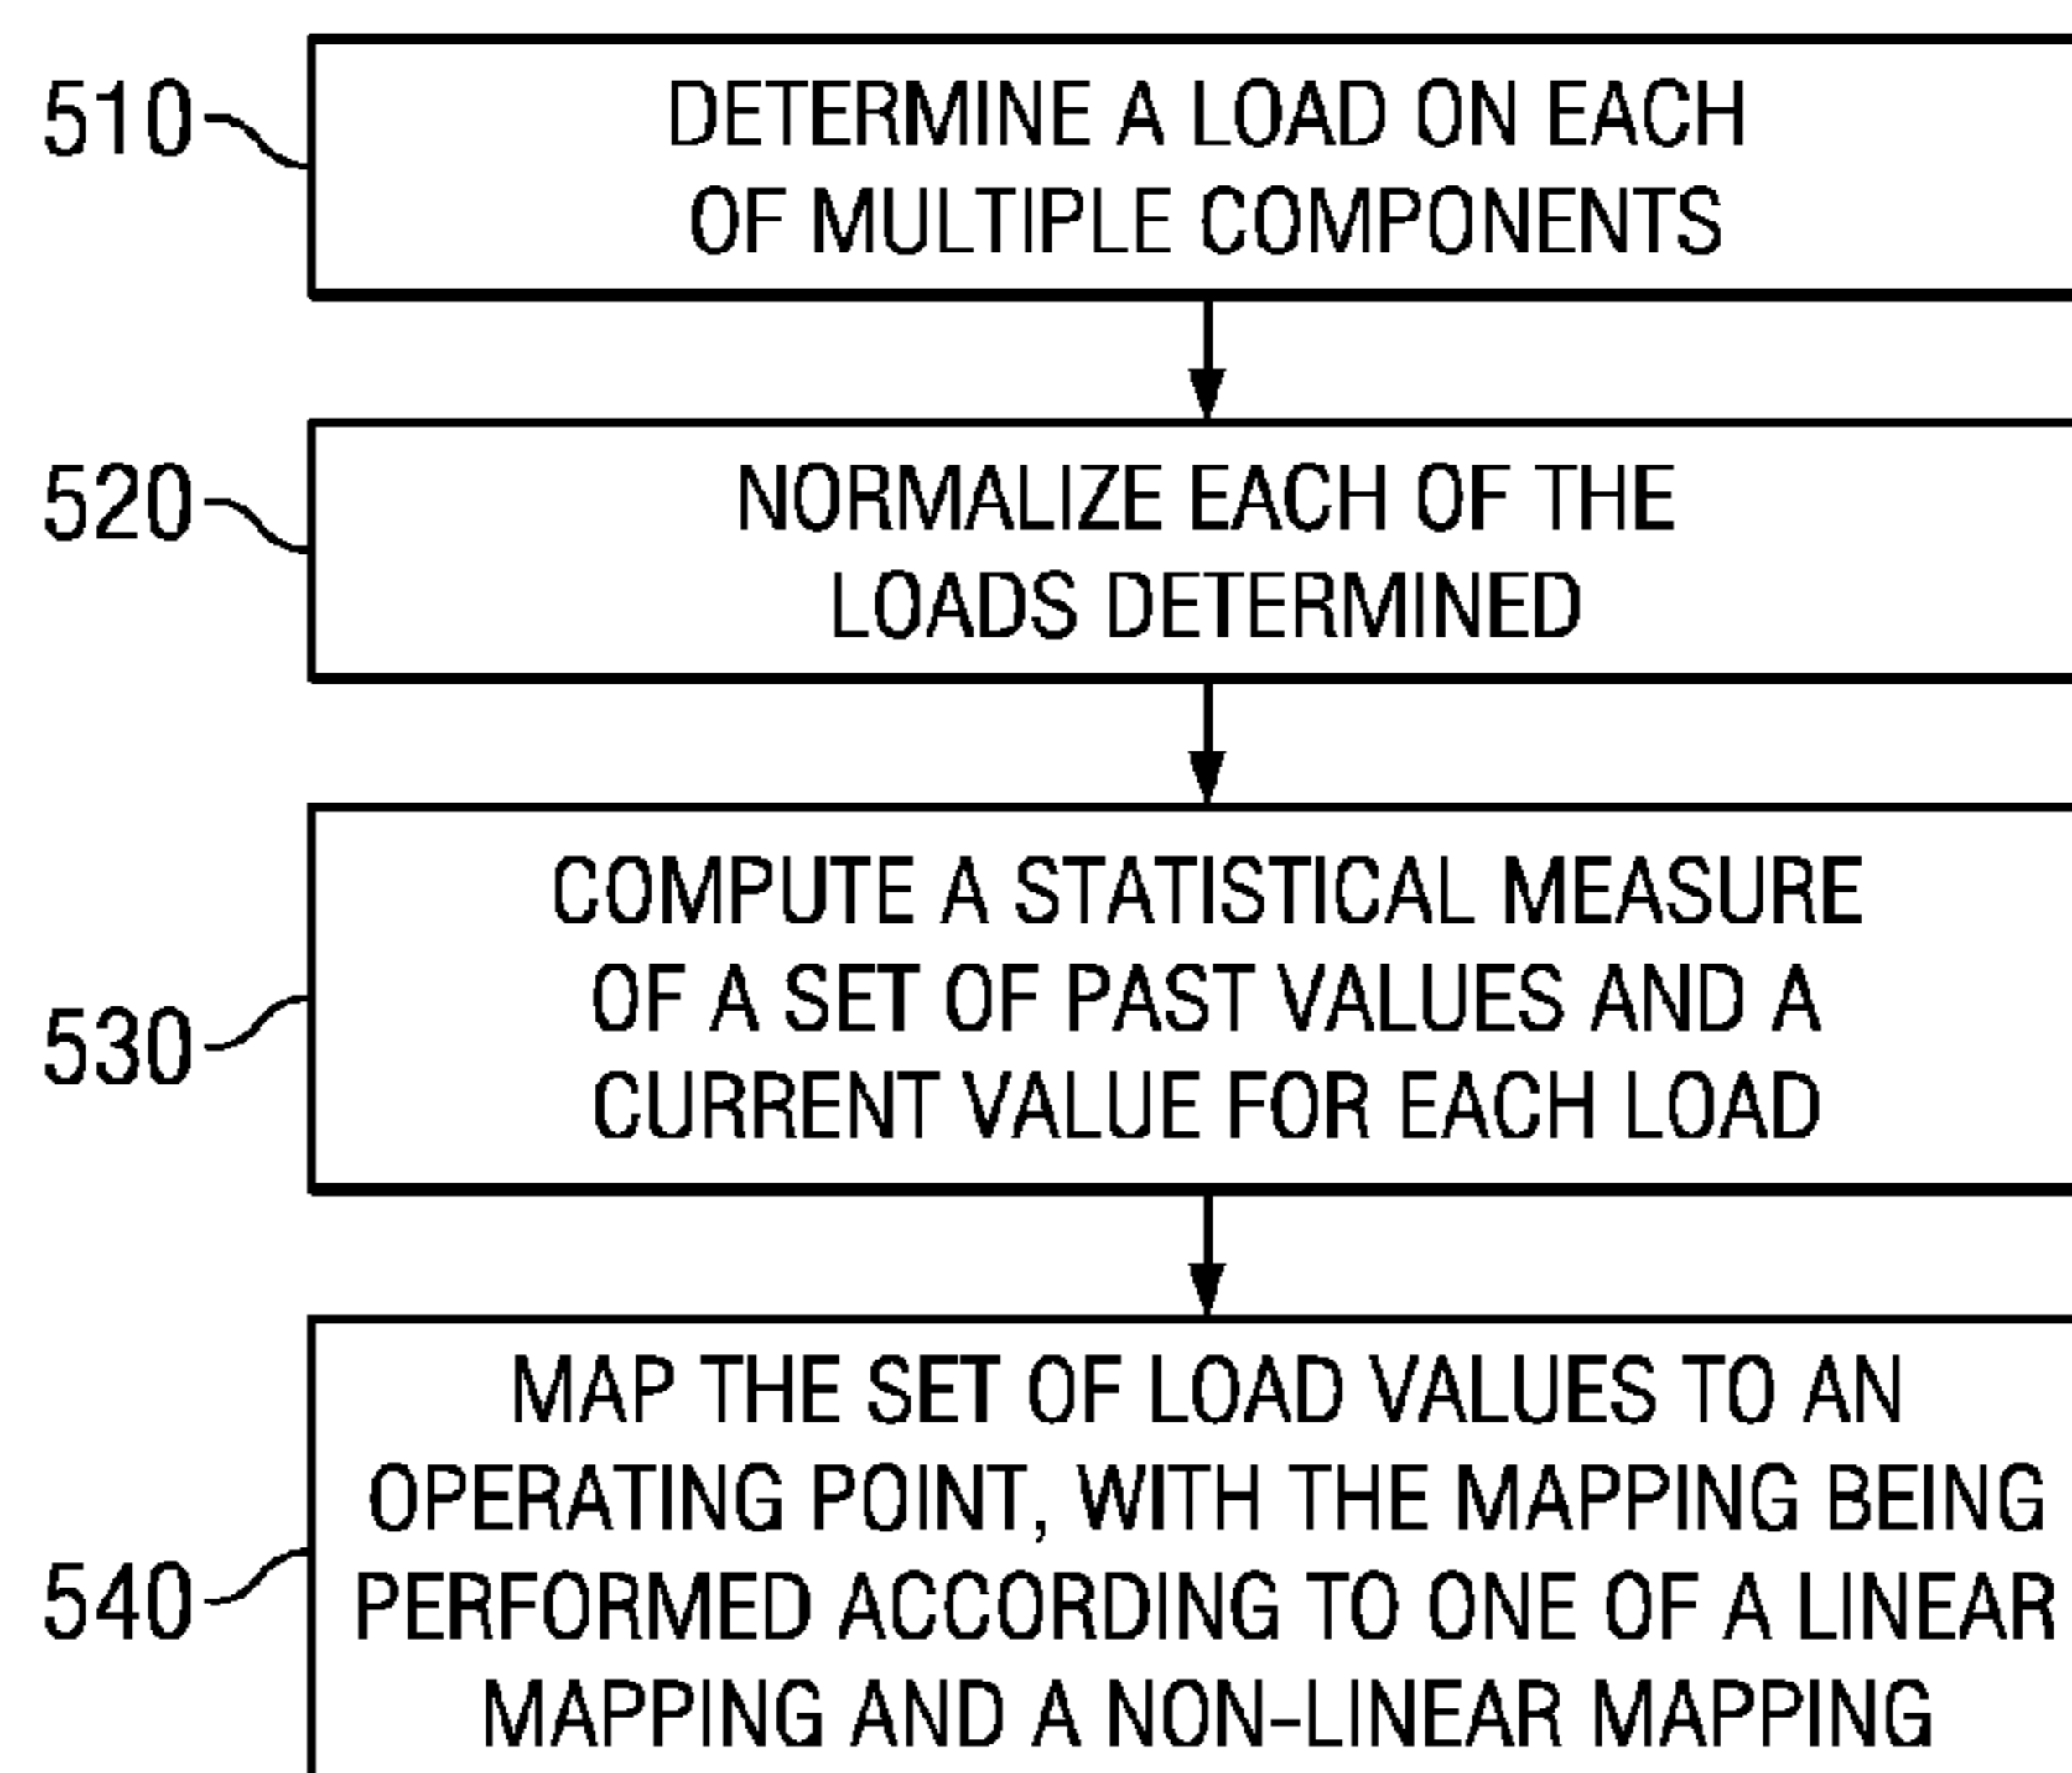 510
DETERMINE A LOAD ON EACH
OF MULTIPLE COMPONENTS
520
NORMALIZE EACH OF THE
LOADS DETERMINED
530
COMPUTE A STATISTICAL MEASURE
OF A SET OF PAST VALUES AND A
CURRENT VALUE FOR EACH LOAD
540
MAP THE SET OF LOAD VALUES TO AN
OPERATING POINT, WITH THE MAPPING BEING
PERFORMED ACCORDING TO ONE OF A LINEAR
MAPPING AND A NON-LINEAR MAPPING